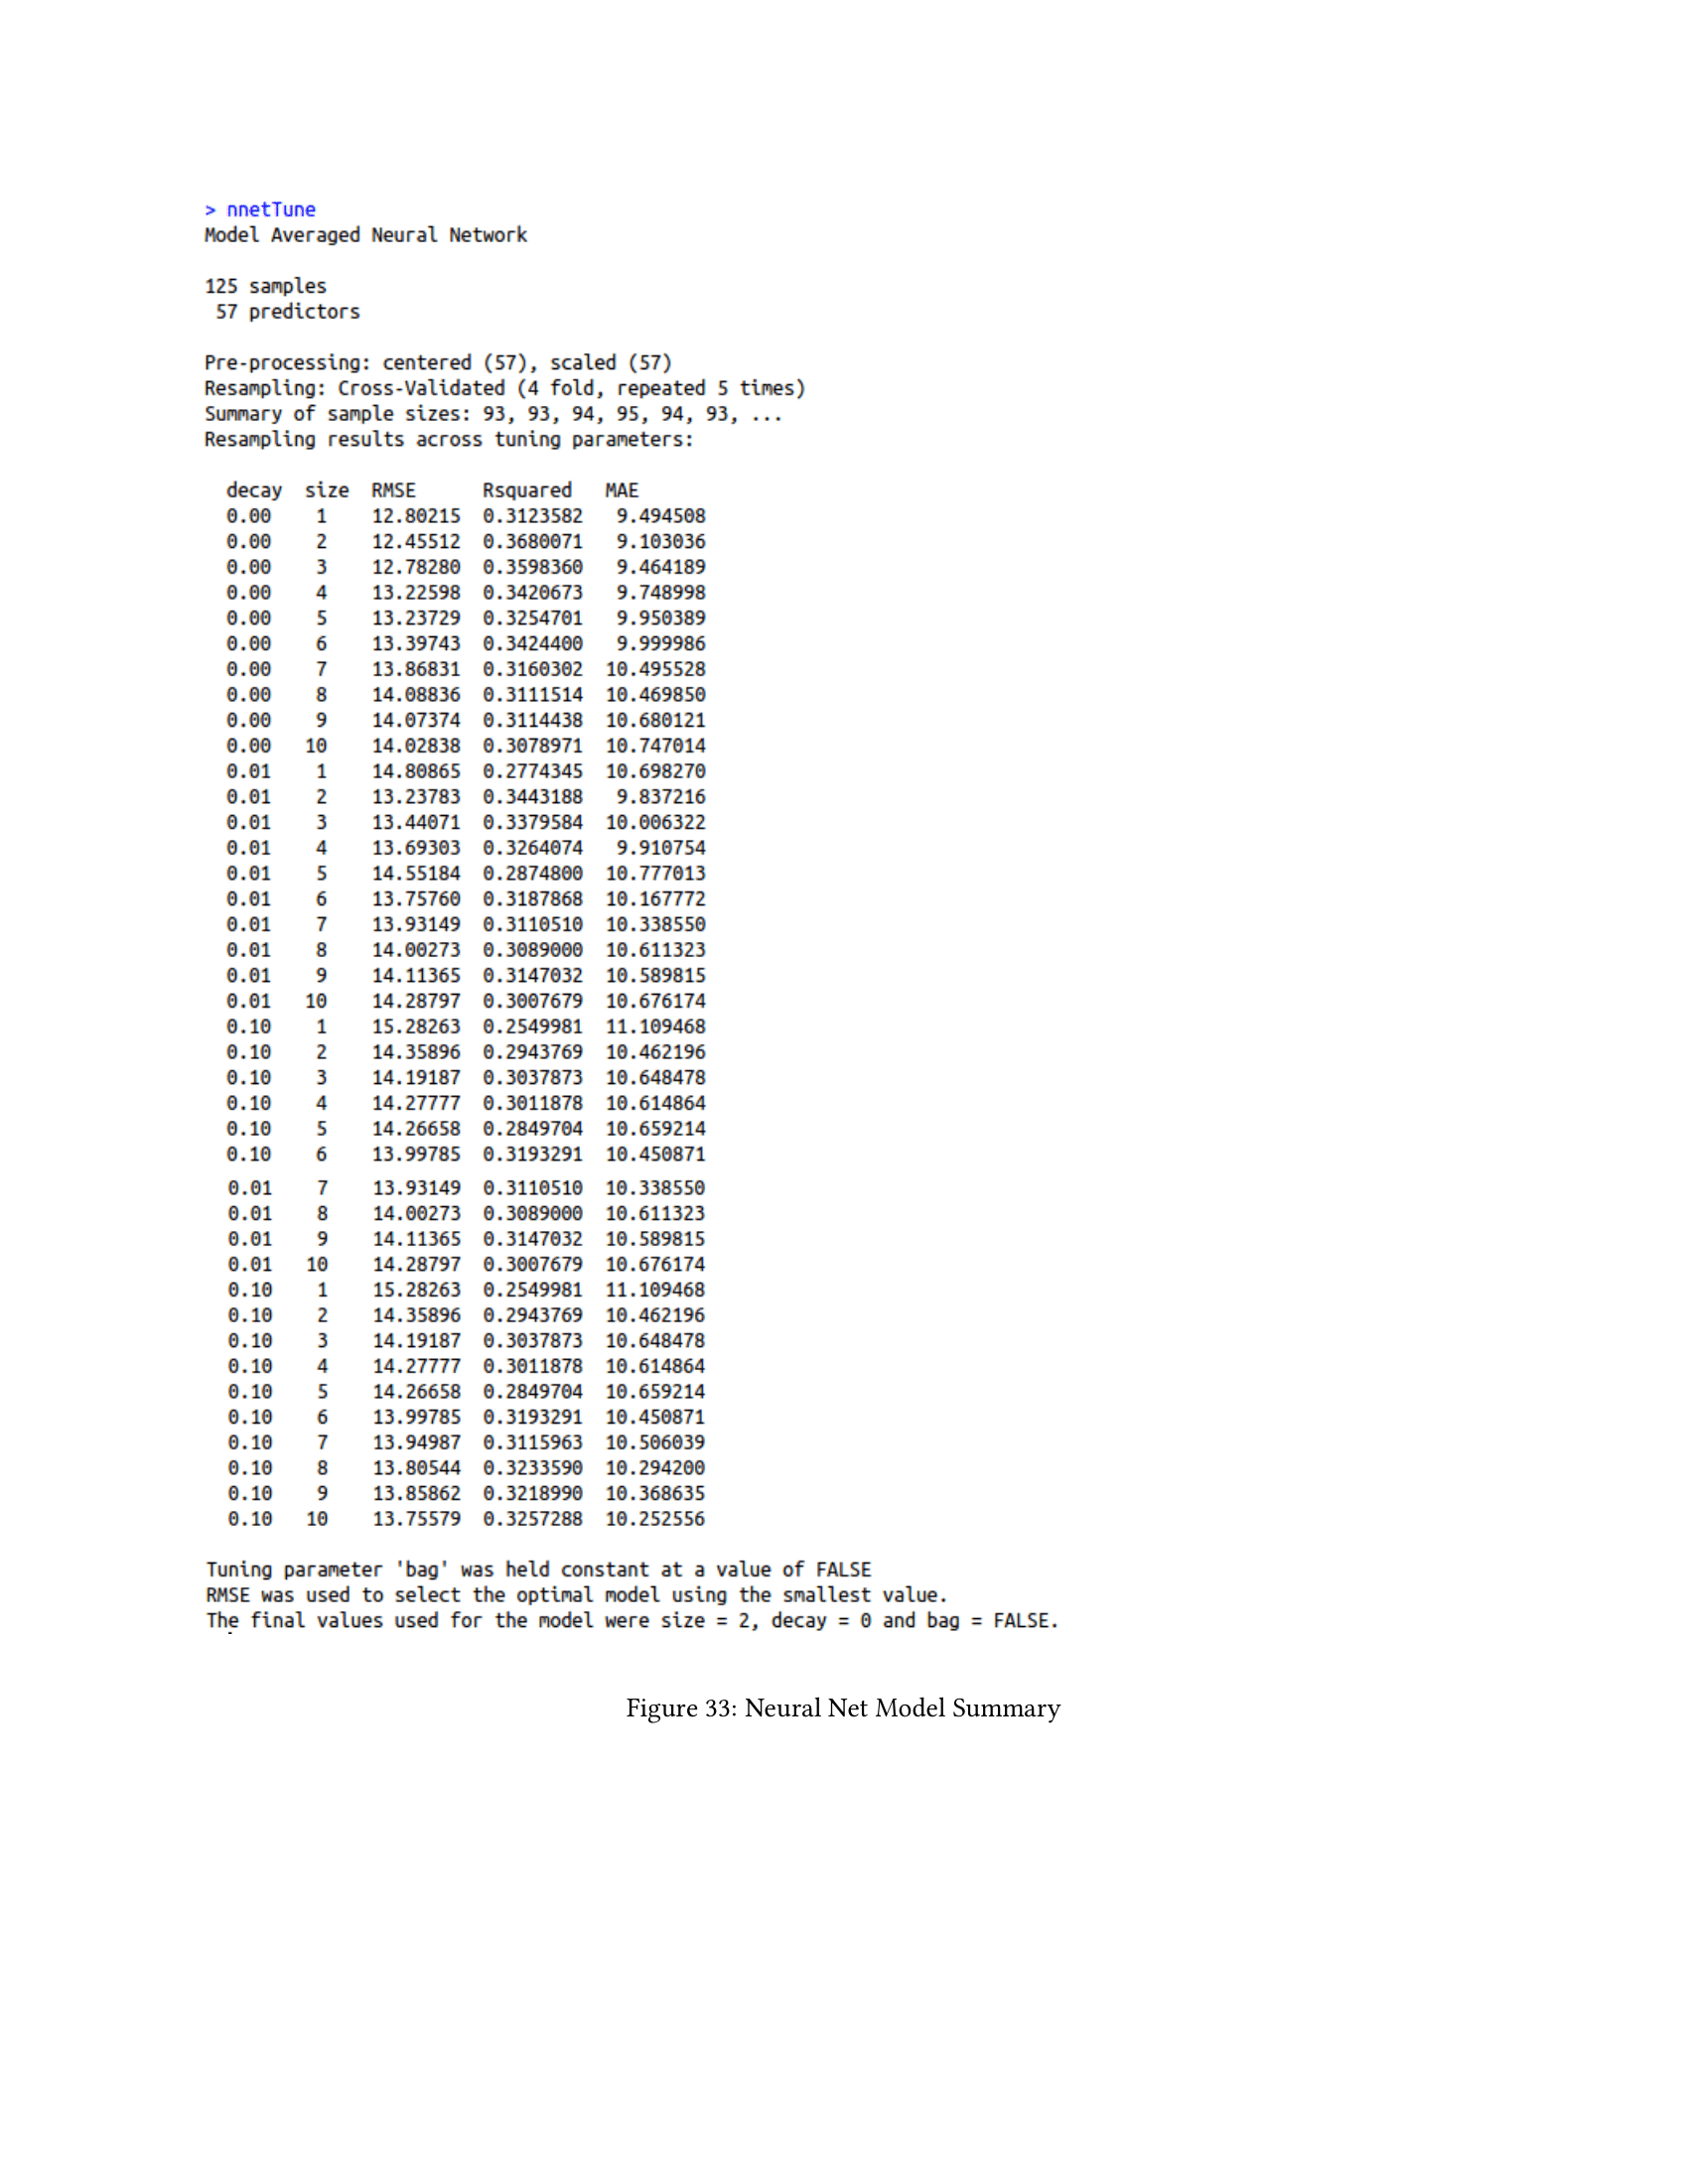 > nnetTune
Model Averaged Neural Network
125 samples
57 predictors
Pre-processing: centered (57), scaled (57)
Resampling: Cross-Validated (4 fold, repeated 5 times)
Summary of sample sizes: 93, 93, 94, 95, 94, 93, ...
Resampling results across tuning parameters:
decay size RMSE Rsquared MAE
0.00 1 12.80215 0.3123582 9.494508
0.00 2 12.45512 0.3680071 9.103036
0.00 3 12.78280 0.3598360 9.464189
0.00 4 13.22598 0.3420673 9.748998
0.00 5 13.23729 0.3254701 9.950389
0.00 6 13.39743 0.3424400 9.999986
0.00 7 13.86831 0.3160302 10.495528
0.00 8 14.08836 0.3111514 10.469850
0.00 9 14.07374 0.3114438 10.680121
0.00 10 14.02838 0.3078971 10.747014
0.01 1 14.80865 0.2774345 10.698270
0.01 2 13.23783 0.3443188 9.837216
0.01 3 13.44071 0.3379584 10.006322
0.01 4 13.69303 0.3264074 9.910754
0.01 5 14.55184 0.2874800 10.777013
0.01 6 13.75760 0.3187868 10.167772
0.01 7 13.93149 0.3110510 10.338550
0.01 8 14.00273 0.3089000 10.611323
0.01 9 14.11365 0.3147032 10.589815
0.01 10 14.28797 0.3007679 10.676174
0.10 1 15.28263 0.2549981 11.109468
0.10 2 14.35896 0.2943769 10.462196
0.10 3 14.19187 0.3037873 10.648478
0.10 4 14.27777 0.3011878 10.614864
0.10 5 14.26658 0.2849704 10.659214
0.10 6 13.99785 0.3193291 10.450871
0.01 7 13.93149 0.3110510 10.338550
0.01 8 14.00273 0.3089000 10.611323
0.01 9 14.11365 0.3147032 10.589815
0.01 10 14.28797 0.3007679 10.676174
0.10 1 15.28263 0.2549981 11.109468
0.10 2 14.35896 0.2943769 10.462196
0.10 3 14.19187 0.3037873 10.648478
0.10 4 14.27777 0.3011878 10.614864
0.10 5 14.26658 0.2849704 10.659214
0.10 6 13.99785 0.3193291 10.450871
0.10 7 13.94987 0.3115963 10.506039
0.10 8 13.80544 0.3233590 10.294200
0.10 9 13.85862 0.3218990 10.368635
0.10 10 13.75579 0.3257288 10.252556
Tuning parameter 'bag' was held constant at a value of FALSE
RMSE was used to select the optimal model using the smallest value.
The final values used for the model were size = 2, decay = 0 and bag = FALSE.
Figure 33: Neural Net Model Summary